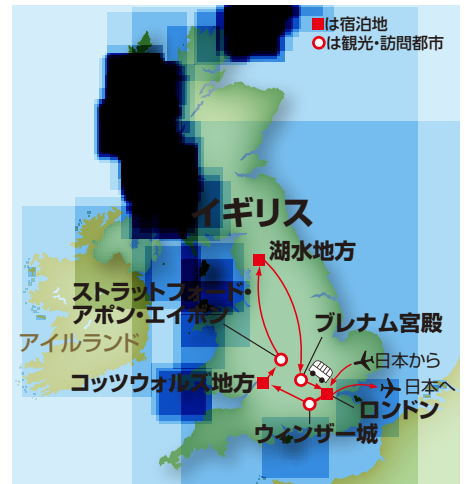 ■は宿泊地
○は観光・訪問都市
イギリス
湖水地方
ストラットフォード・
アポン・エイボン
ブレナム宮殿
アイルランド
日本から
コッツウォルズ地方
日本へ
ロンドン
ウィンザー城